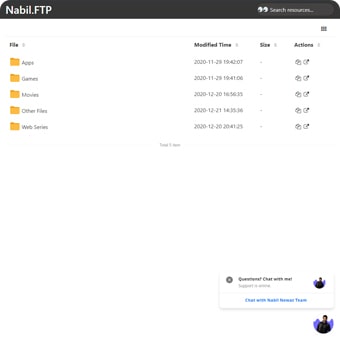 Nabil.FTP
Search resources...
File Modified Time Size Actions
Apps 2020-11-29 19:42:07 -
Games 2020-11-29 19:41:06 -
Movies 2020-12-20 16:56:35 -
Other Files 2020-12-21 14:35:36 -
Web Series 2020-12-20 20:41:25 -
Total 5 item
Questions? Chat with me!
Support is online
Chat with Nabil Nawaz Team